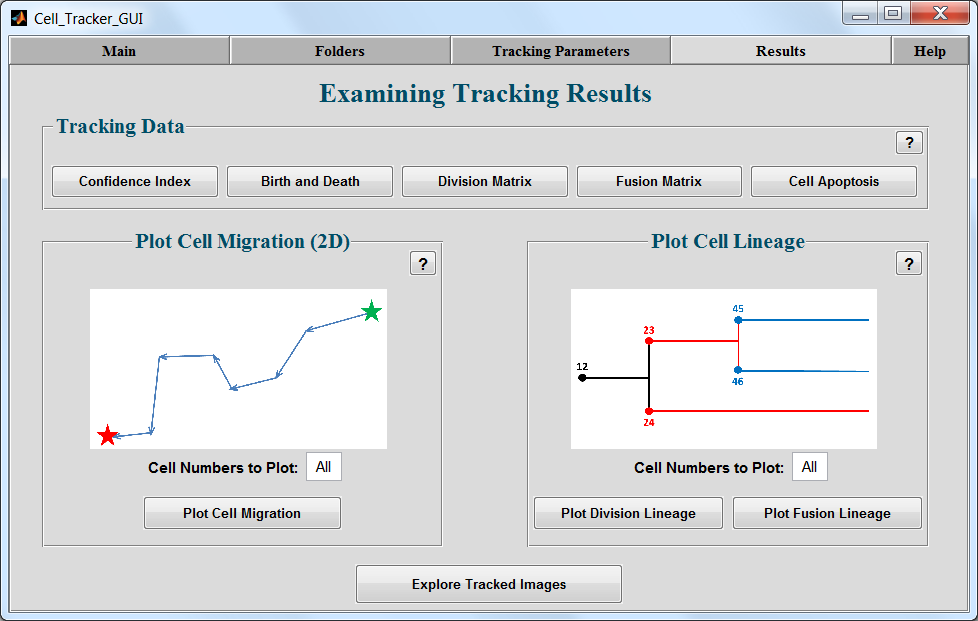 Cell_Tracker_GUI
Main Folders Tracking Parameters Results Help
Examining Tracking Results
Tracking Data
?
Confidence Index Birth and Death Division Matrix Fusion Matrix Cell Apoptosis
Plot Cell Migration (2D)
?
Cell Numbers to Plot: All
Plot Cell Migration
Plot Cell Lineage
?
45
23
12
46
24
Cell Numbers to Plot: All
Plot Division Lineage Plot Fusion Lineage
Explore Tracked Images